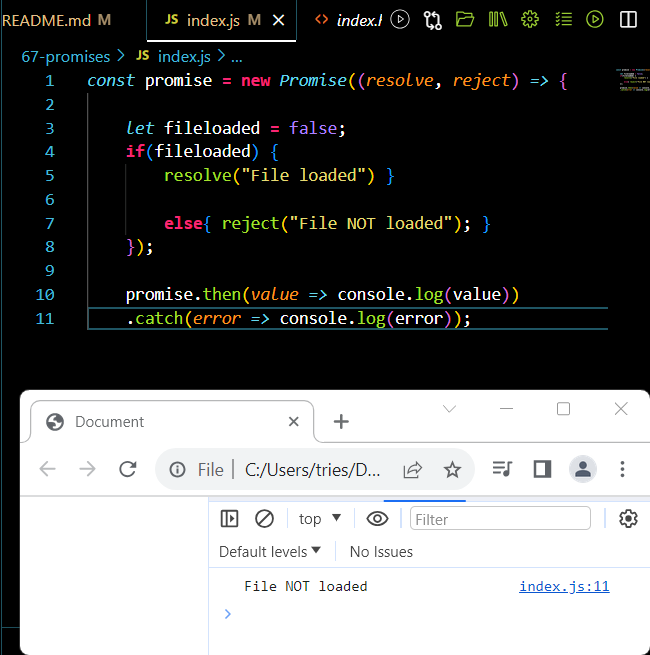 README.md M
JS index.js M
<> index.h
67-promises > JS index.js > ...
1 const promise = new Promise((resolve, reject) => {
2
3 let fileloaded = false;
4 if(fileloaded) {
5 resolve("File loaded") }
6
7 else{ reject("File NOT loaded"); }
8 });
9
10 promise.then(value => console.log(value))
11 .catch(error => console.log(error));
Document
File | C:/Users/tries/D...
top
Filter
Default levels
No Issues
File NOT loaded index.js:11
>